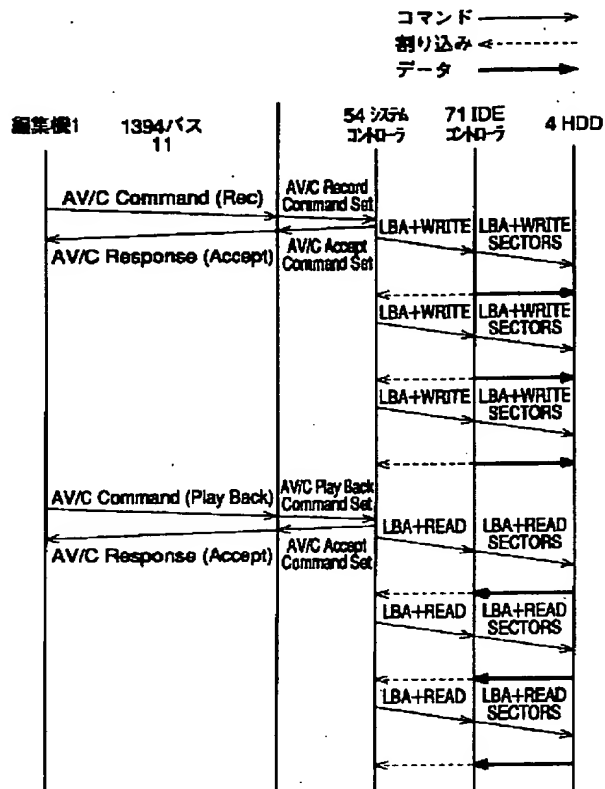 コマンド
割り込み
データ
編集機1
1394バス
11
54 システム
コントローラ
71 IDE
コントローラ
4 HDD
AV/C Command (Rec)
AV/C Record
Command Set
AV/C Response (Accept)
AV/C Accept
Command Set
LBA+WRITE
LBA+WRITE
SECTORS
LBA+WRITE
LBA+WRITE
SECTORS
LBA+WRITE
LBA+WRITE
SECTORS
AV/C Command (Play Back)
AV/C Play Back
Command Set
AV/C Response (Accept)
AV/C Accept
Command Set
LBA+READ
LBA+READ
SECTORS
LBA+READ
LBA+READ
SECTORS
LBA+READ
LBA+READ
SECTORS